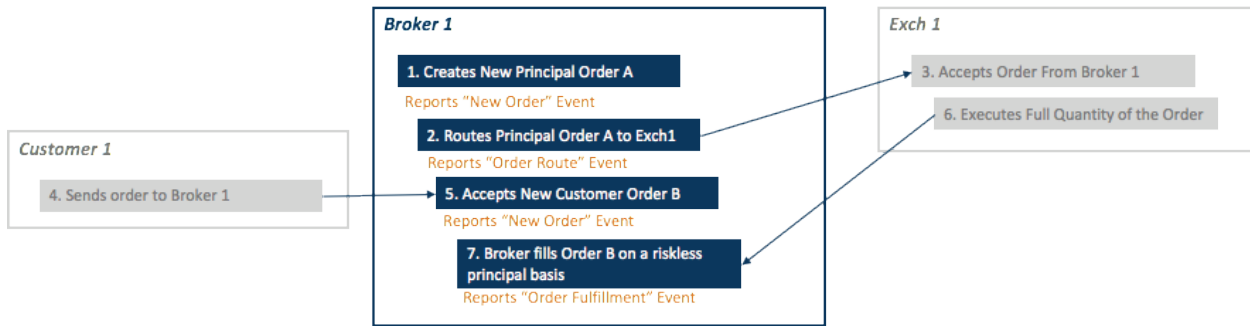 Broker 1
1. Creates New Principal Order A
Reports "New Order" Event
2. Routes Principal Order A to Exch1
Reports "Order Route" Event
5. Accepts New Customer Order B
Reports "New Order" Event
7. Broker fills Order B on a riskless
principal basis
Reports "Order Fulfillment" Event
Customer 1
4. Sends order to Broker 1
Exch 1
3. Accepts Order From Broker 1
6. Executes Full Quantity of the Order